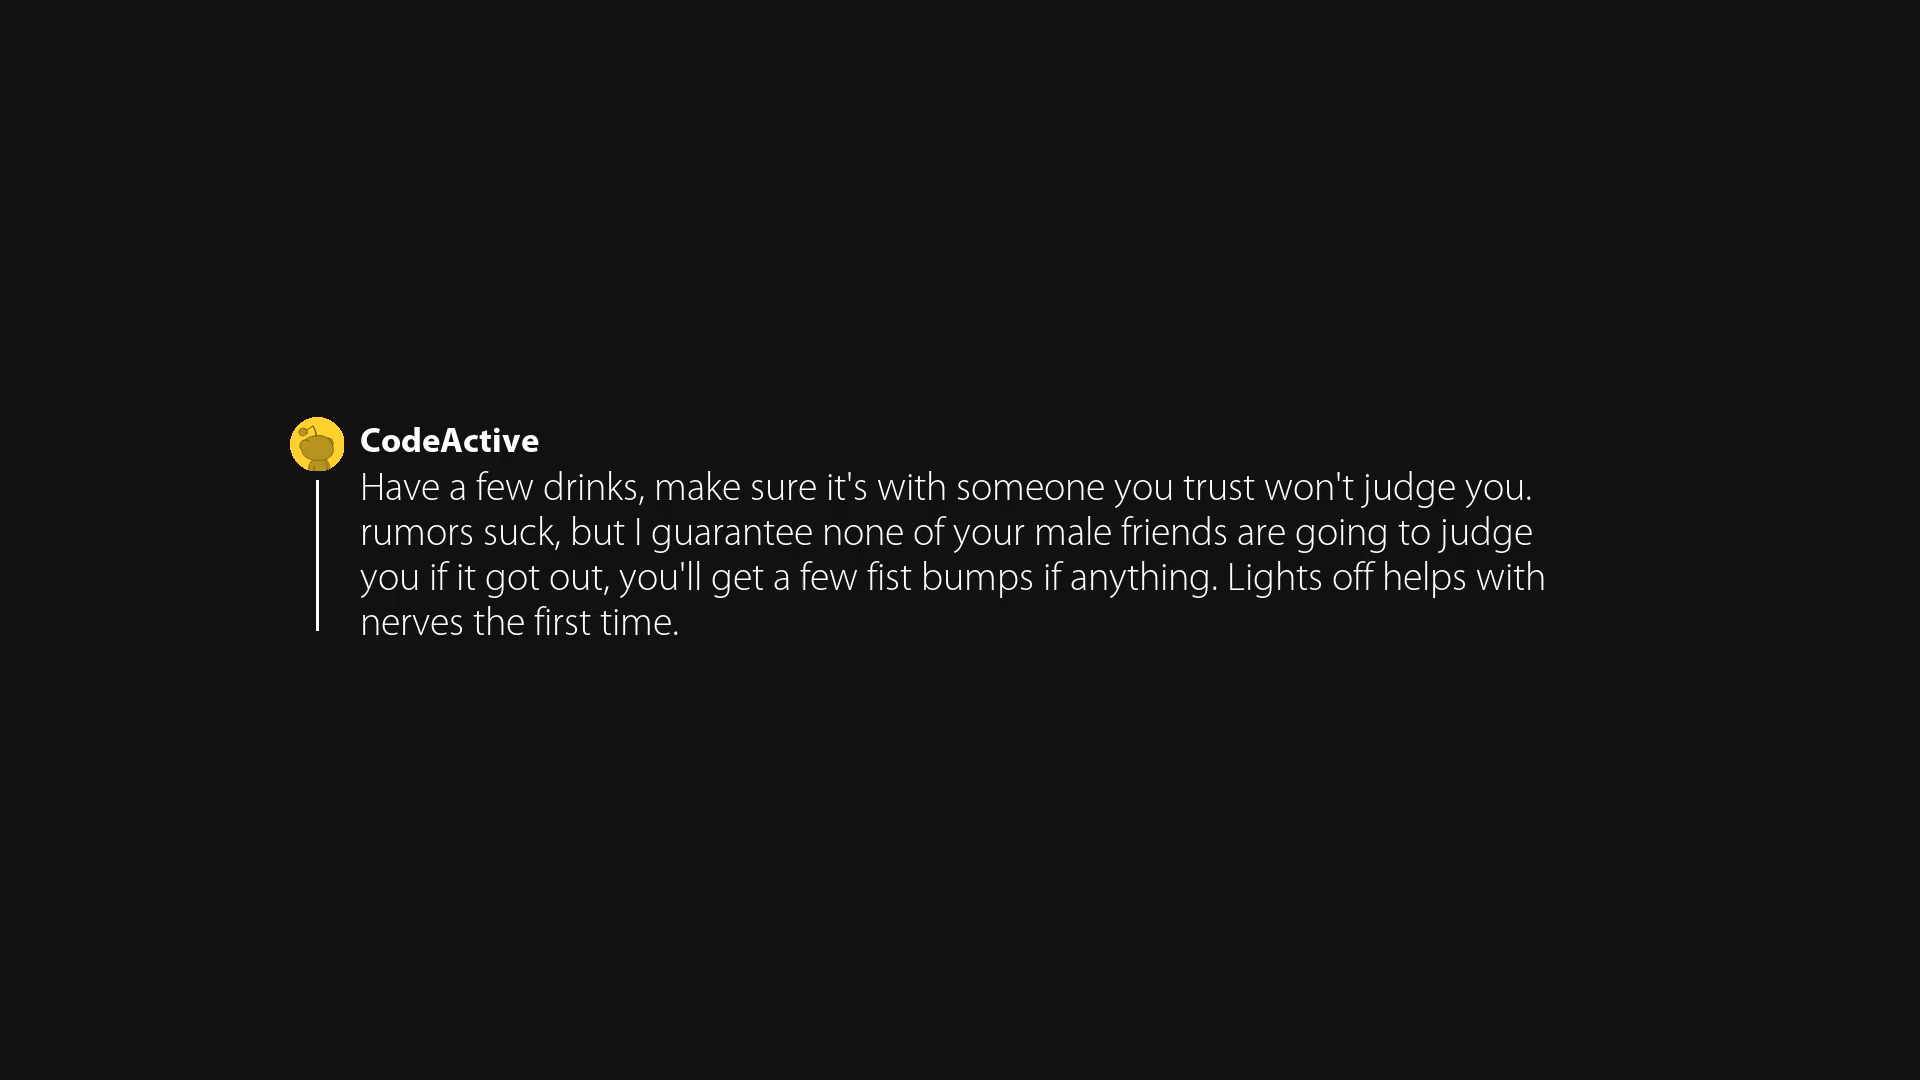 CodeActive
Have a few drinks, make sure it's with someone you trust won't judge you.
rumors suck, but I guarantee none of your male friends are going to judge
you if it got out, you'll get a few fist bumps if anything. Lights off helps with
nerves the first time.